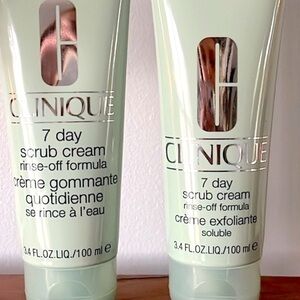 CLINIQUE
7 day
scrub cream
rinse-off formula
crème gommante
quotidienne
se rince à l'eau
3.4 FL.OZ.LIQ./100 ml e
CLINIQUE
7 day
scrub cream
rinse-off formula
crème exfoliante
soluble
3.4 FL.OZ.LIQ./100 ml e